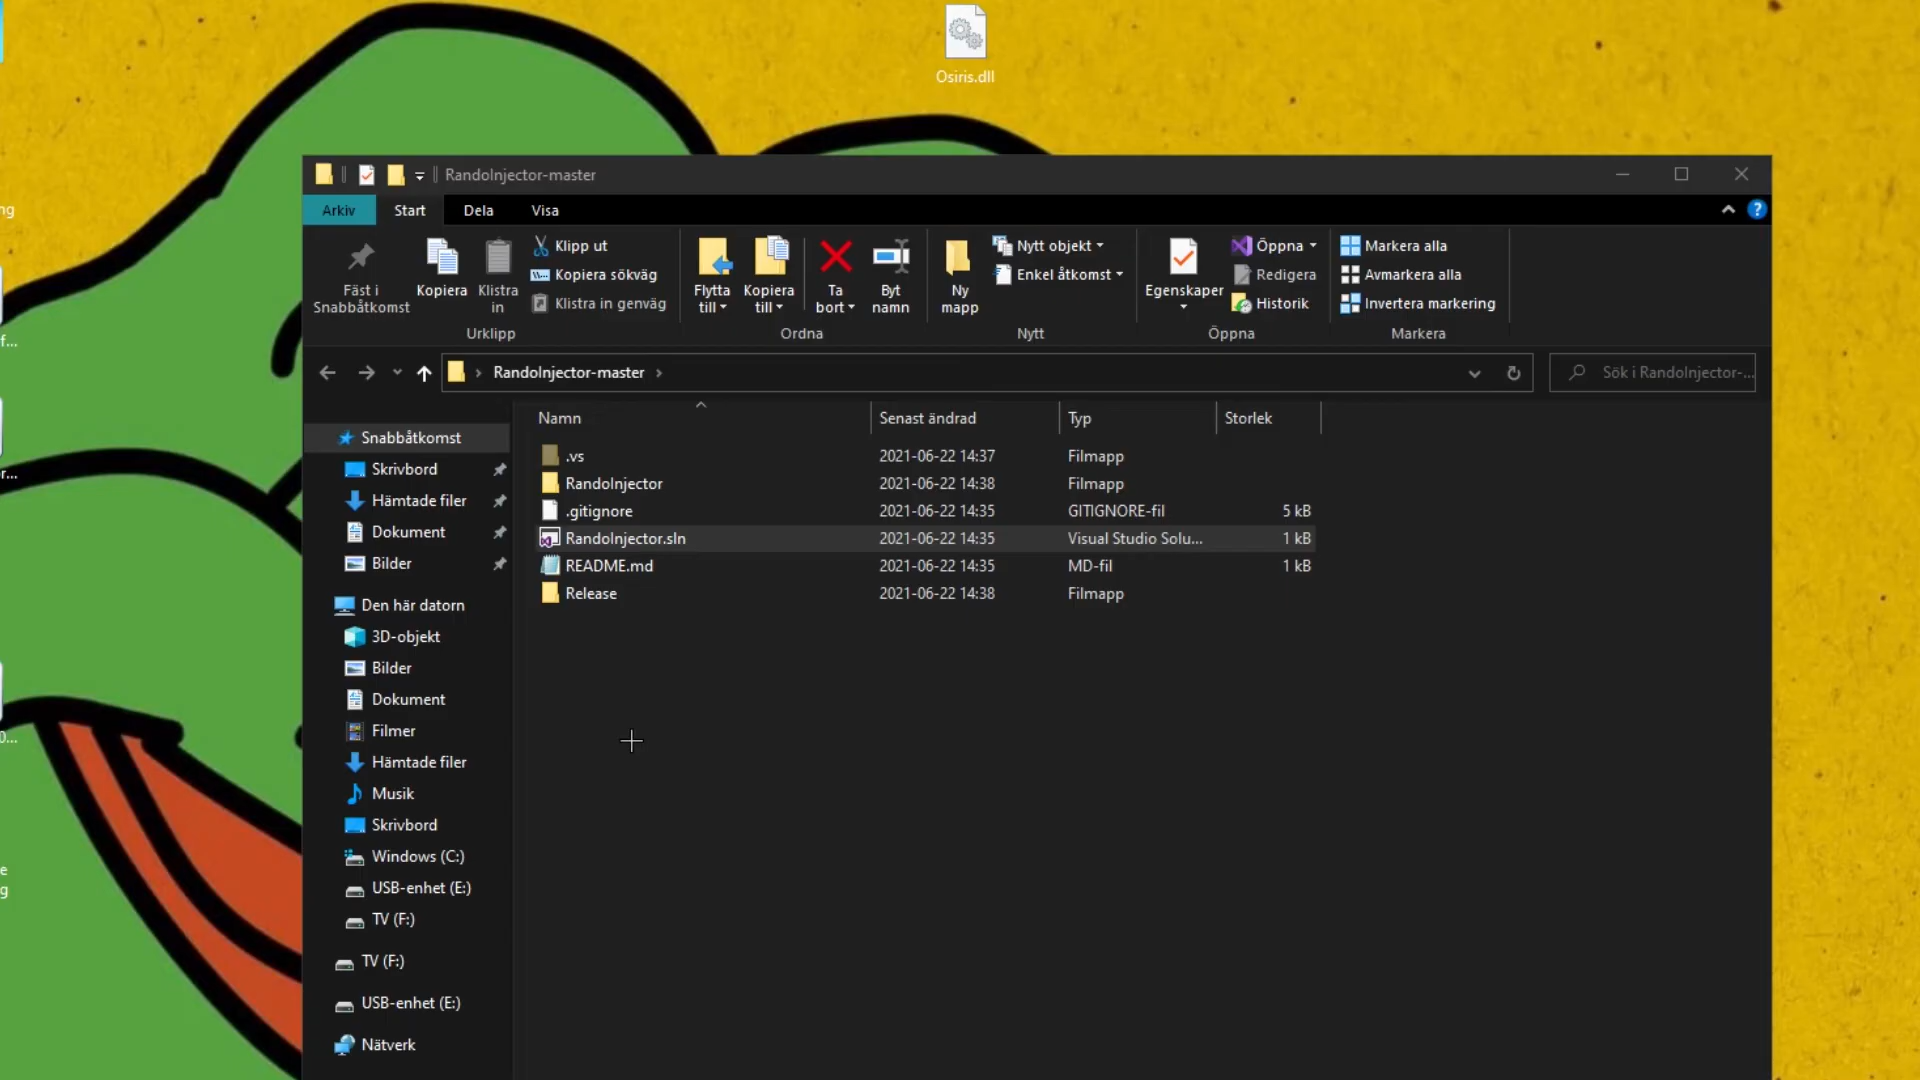 Osiris.dll
RandoInjector-master
Arkiv Start Dela Visa
Fäst i Snabbåtkomst
Kopiera
Klistra in
Klipp ut
Kopiera sökväg
Klistra in genväg
Urklipp
Flytta till
Kopiera till
Ta bort
Byt namn
Ordna
Ny mapp
Nytt objekt
Enkel åtkomst
Nytt
Egenskaper
Öppna
Redigera
Historik
Öppna
Markera alla
Avmarkera alla
Invertera markering
Markera
RandoInjector-master
Sök i RandoInjector-...
Namn Senast ändrad Typ Storlek
.vs 2021-06-22 14:37 Filmapp
RandoInjector 2021-06-22 14:38 Filmapp
.gitignore 2021-06-22 14:35 GITIGNORE-fil 5 kB
RandoInjector.sln 2021-06-22 14:35 Visual Studio Solu... 1 kB
README.md 2021-06-22 14:35 MD-fil 1 kB
Release 2021-06-22 14:38 Filmapp
Snabbåtkomst
Skrivbord
Hämtade filer
Dokument
Bilder
Den här datorn
3D-objekt
Bilder
Dokument
Filmer
Hämtade filer
Musik
Skrivbord
Windows (C:)
USB-enhet (E:)
TV (F:)
TV (F:)
USB-enhet (E:)
Nätverk
ng
f...
r...
0...
e
g